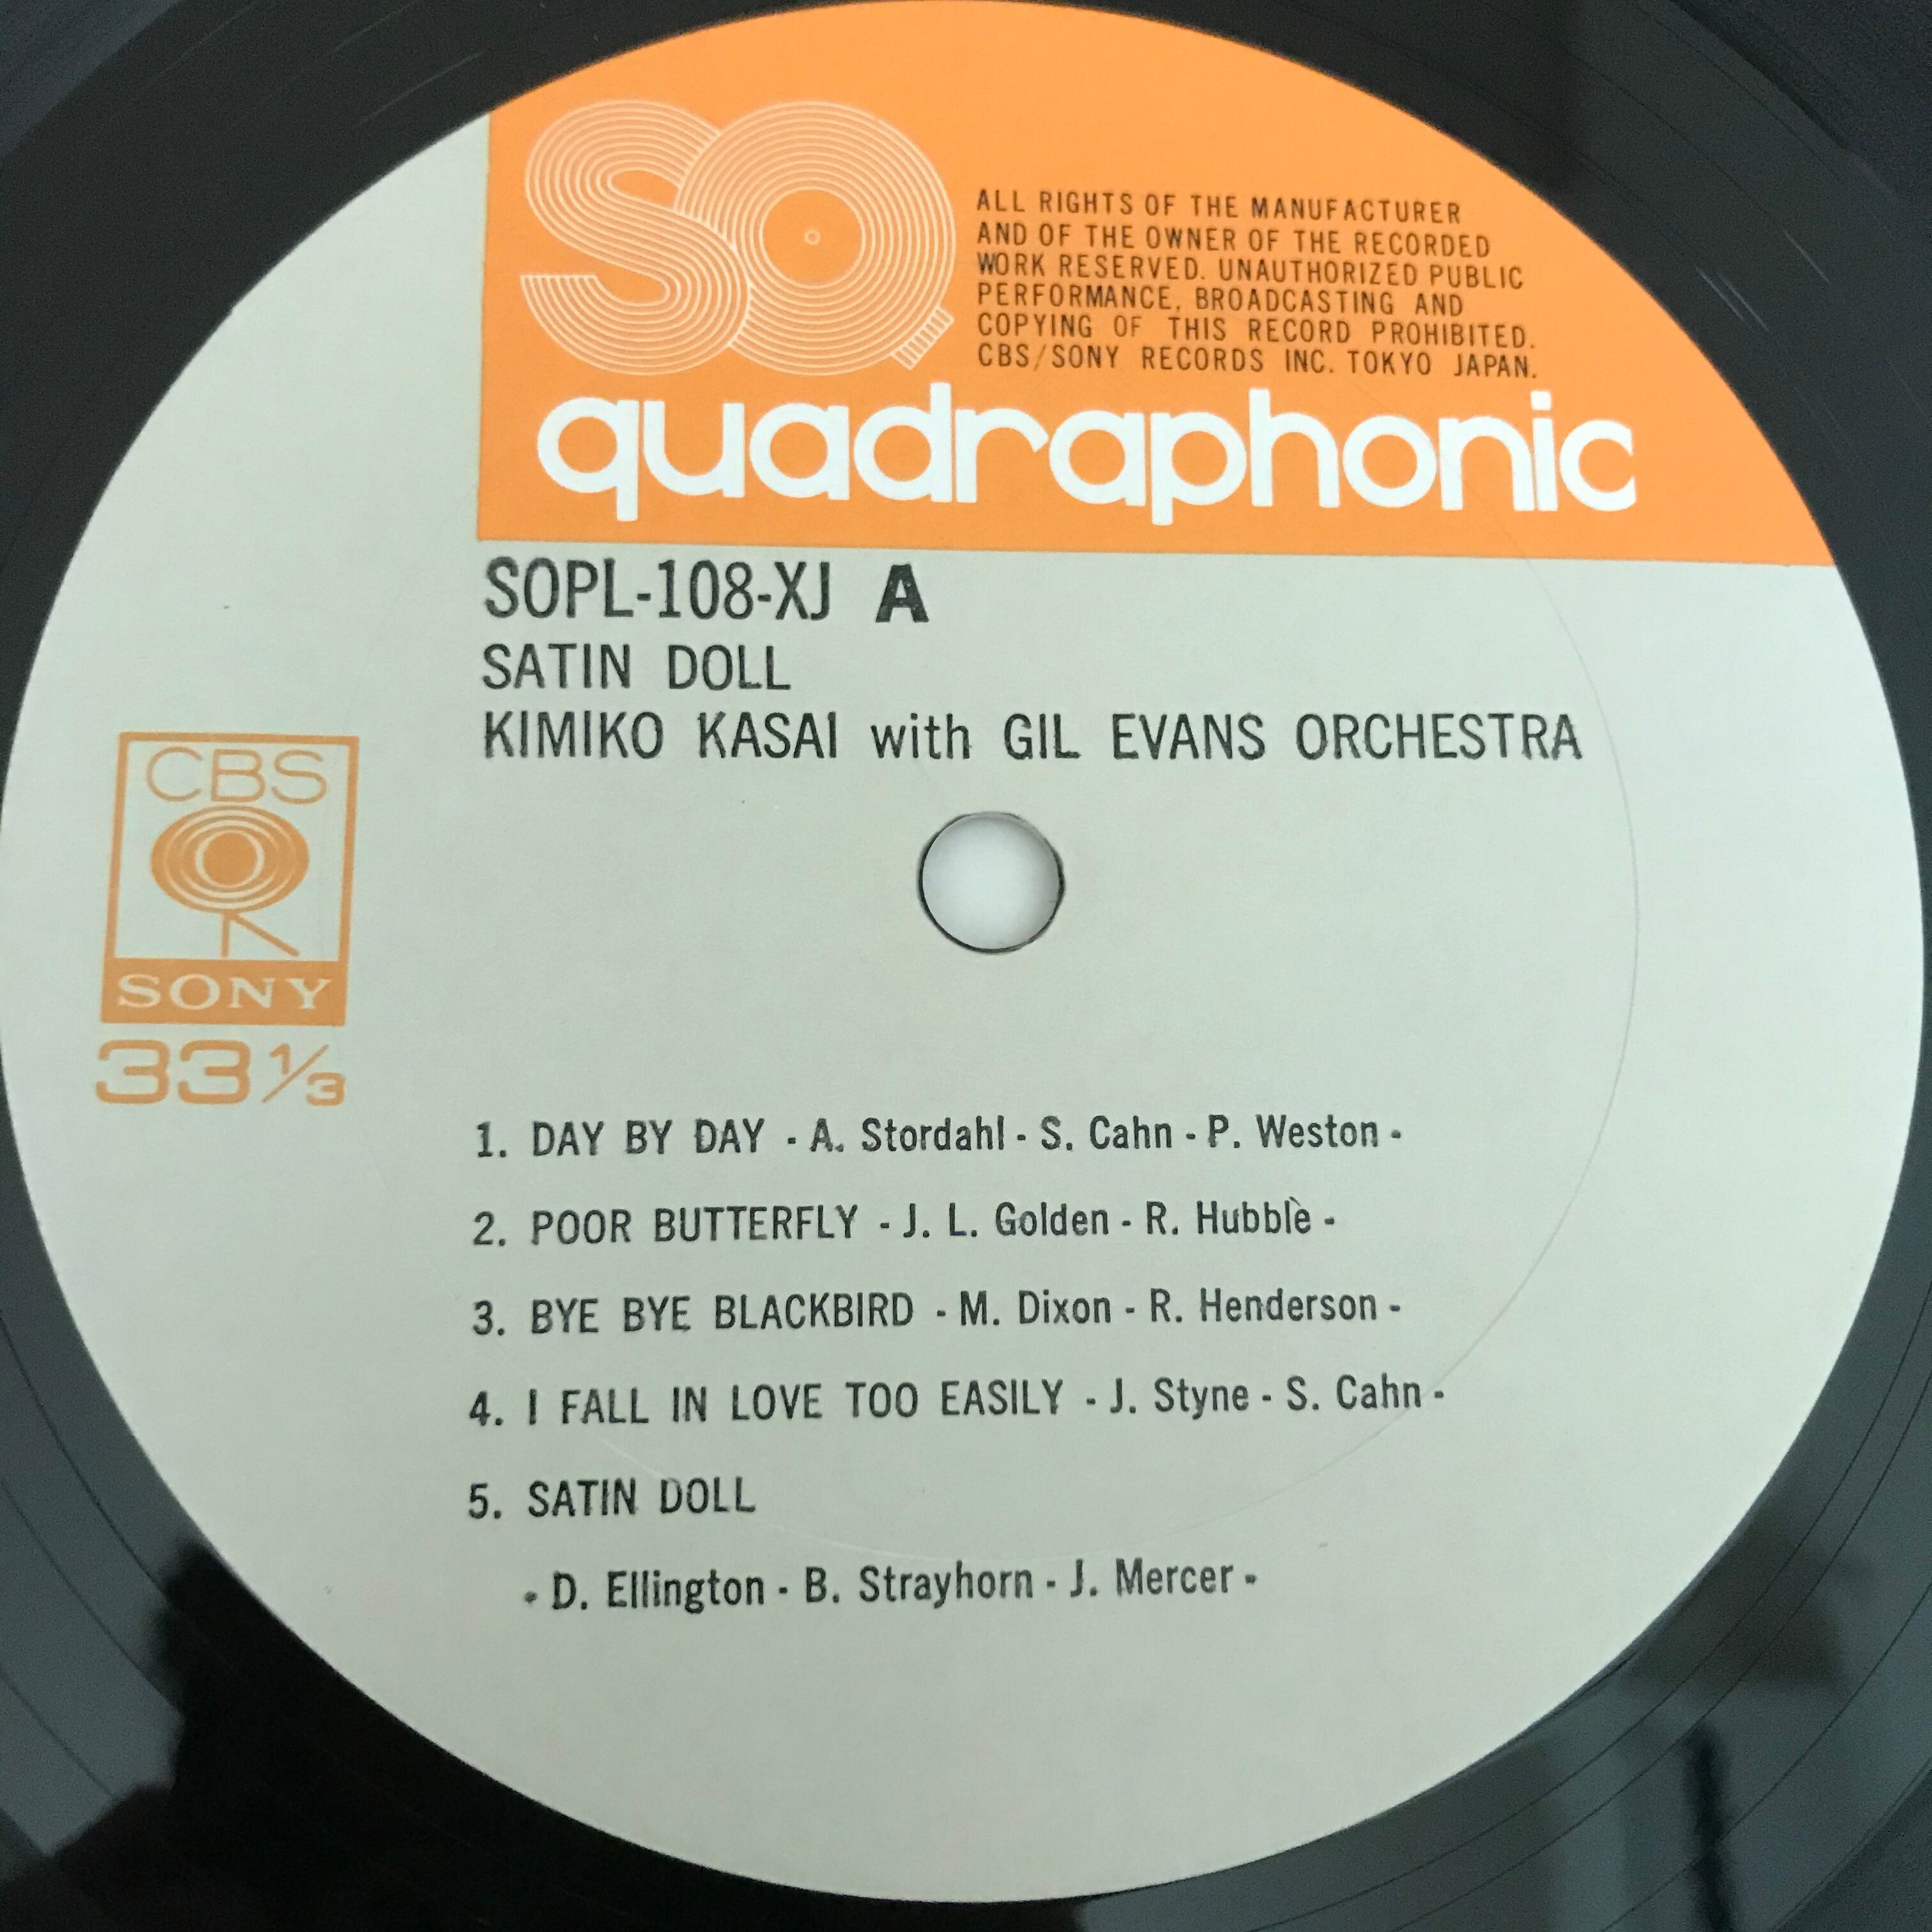 SQ
ALL RIGHTS OF THE MANUFACTURER
AND OF THE OWNER OF THE RECORDED
WORK RESERVED. UNAUTHORIZED PUBLIC
PERFORMANCE, BROADCASTING AND
COPYING OF THIS RECORD PROHIBITED.
CBS/SONY RECORDS INC. TOKYO JAPAN.
quadraphonic
SOPL-108-XJ A
SATIN DOLL
KIMIKO KASAI with GIL EVANS ORCHESTRA
CBS
SONY
33 1/3
1. DAY BY DAY - A. Stordahl - S. Cahn - P. Weston -
2. POOR BUTTERFLY - J. L. Golden - R. Hubblè -
3. BYE BYE BLACKBIRD - M. Dixon - R. Henderson -
4. I FALL IN LOVE TOO EASILY - J. Styne - S. Cahn -
5. SATIN DOLL
- D. Ellington - B. Strayhorn - J. Mercer -